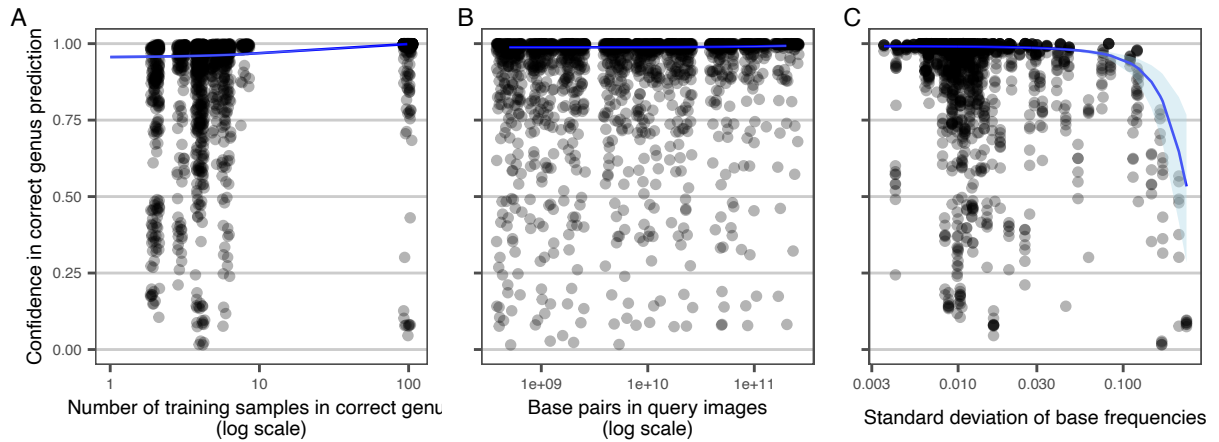 A
B
C
Confidence in correct genus prediction
1.00
0.75
0.50
0.25
0.00
1
10
100
1e+09
1e+10
1e+11
0.003
0.010
0.030
0.100
Number of training samples in correct genu
(log scale)
Base pairs in query images
(log scale)
Standard deviation of base frequencies